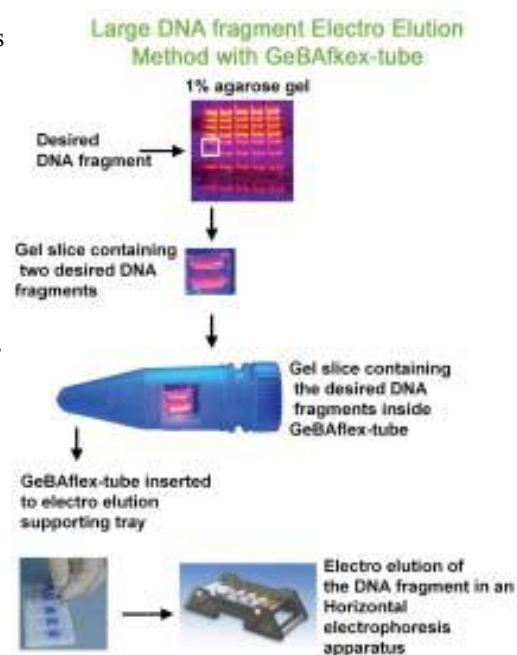 s
Large DNA fragment Electro Elution
Method with GeBAfkex-tube
1% agarose gel
Desired
DNA fragment
Gel slice containing
two desired DNA
fragments
Gel slice containing
the desired DNA
fragments inside
GeBAflex-tube
GeBAflex-tube inserted
to electro elution
supporting tray
Electro elution of
the DNA fragment in an
Horizontal
electrophoresis
apparatus